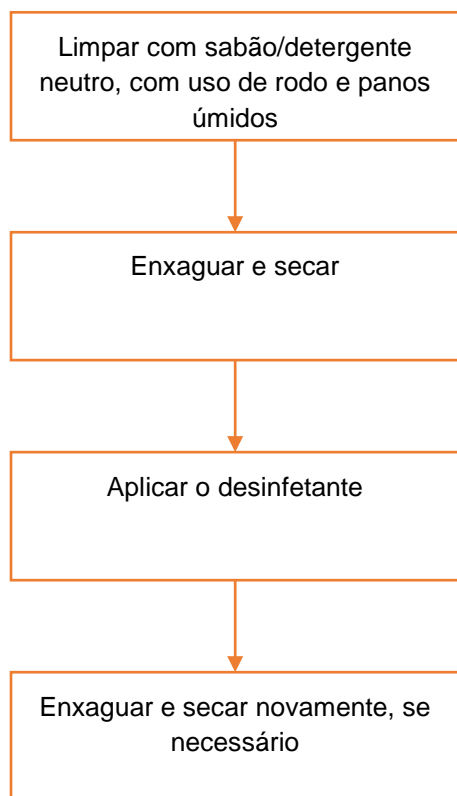 Limpar com sabão/detergente
neutro, com uso de rodo e panos
úmidos
Enxaguar e secar
Aplicar o desinfetante
Enxaguar e secar novamente, se
necessário